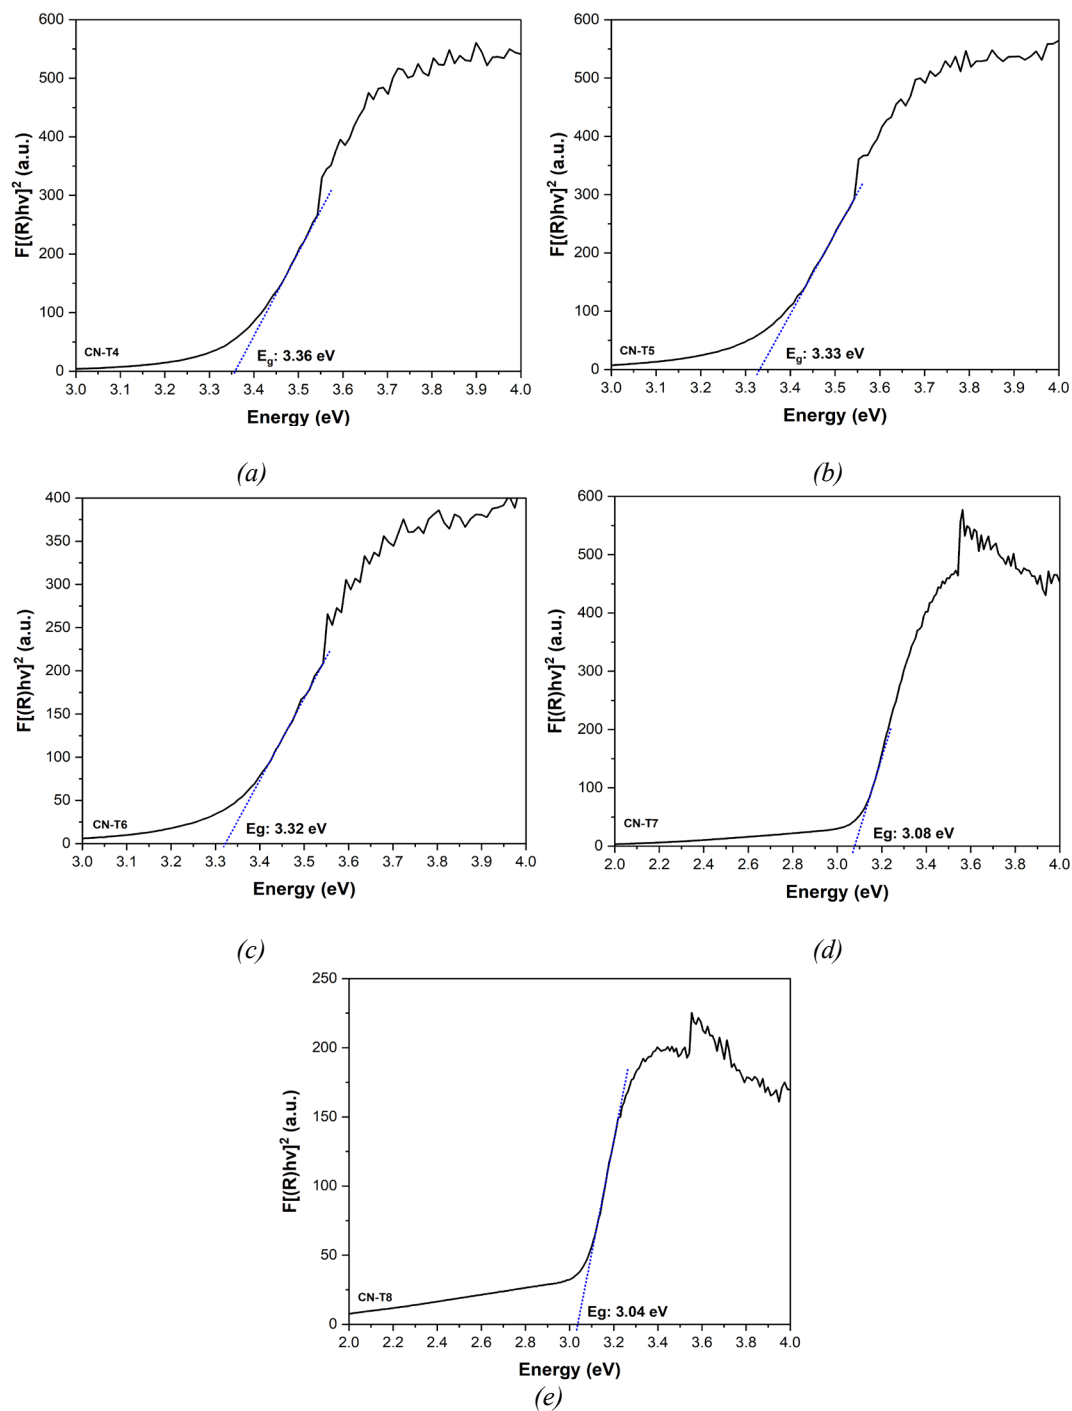 600
500
400
300
200
100
0
F[(R)hv]² (a.u.)
CN-T4
E_g: 3.36 eV
3.0 3.1 3.2 3.3 3.4 3.5 3.6 3.7 3.8 3.9 4.0
Energy (eV)
(a)
600
500
400
300
200
100
0
F[(R)hv]² (a.u.)
CN-T5
E_g: 3.33 eV
3.0 3.1 3.2 3.3 3.4 3.5 3.6 3.7 3.8 3.9 4.0
Energy (eV)
(b)
400
350
300
250
200
150
100
50
0
F[(R)hv]² (a.u.)
CN-T6
Eg: 3.32 eV
3.0 3.1 3.2 3.3 3.4 3.5 3.6 3.7 3.8 3.9 4.0
Energy (eV)
(c)
600
500
400
300
200
100
0
F[(R)hv]² (a.u.)
CN-T7
Eg: 3.08 eV
2.0 2.2 2.4 2.6 2.8 3.0 3.2 3.4 3.6 3.8 4.0
Energy (eV)
(d)
250
200
150
100
50
0
F[(R)hv]² (a.u.)
CN-T8
Eg: 3.04 eV
2.0 2.2 2.4 2.6 2.8 3.0 3.2 3.4 3.6 3.8 4.0
Energy (eV)
(e)